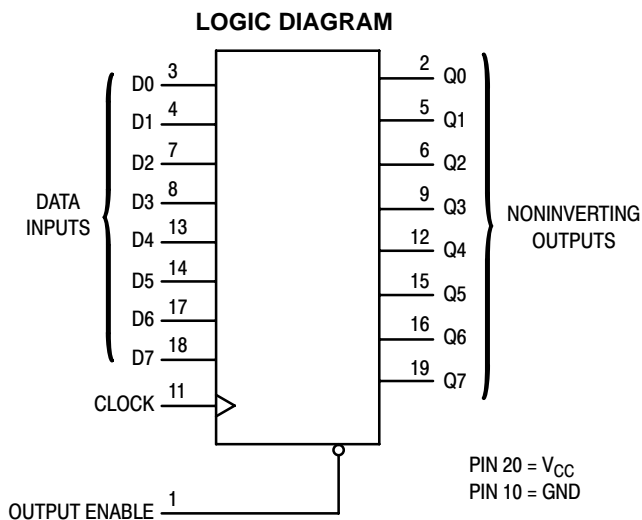 LOGIC DIAGRAM
D0 3
D1 4
D2 7
D3 8
D4 13
D5 14
D6 17
D7 18
DATA
INPUTS
CLOCK 11
OUTPUT ENABLE 1
2 Q0
5 Q1
6 Q2
9 Q3
12 Q4
15 Q5
16 Q6
19 Q7
NONINVERTING
OUTPUTS
PIN 20 = VCC
PIN 10 = GND